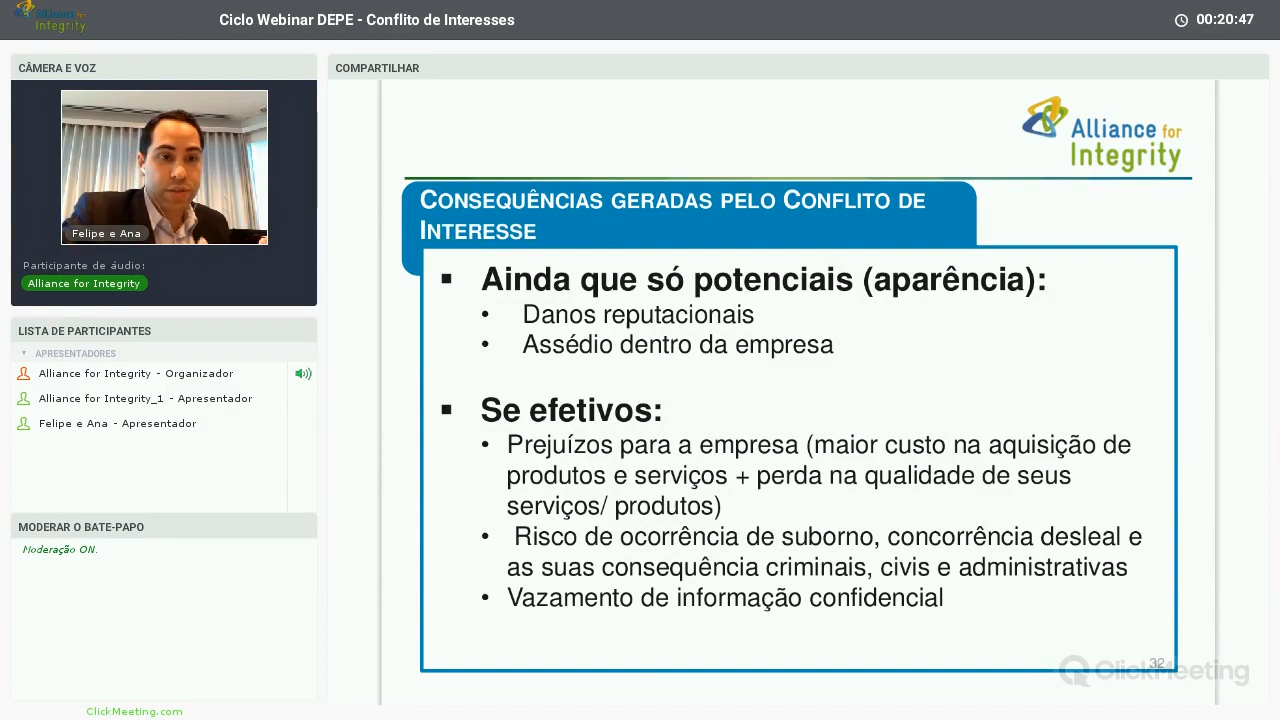 Alliance for
Integrity
Ciclo Webinar DEPE - Conflito de Interesses
00:20:47
CÂMERA E VOZ
Felipe e Ana
Participante de áudio:
Alliance for Integrity
LISTA DE PARTICIPANTES
APRESENTADORES
Alliance for Integrity - Organizador
Alliance for Integrity_1 - Apresentador
Felipe e Ana - Apresentador
MODERAR O BATE-PAPO
Moderação ON.
ClickMeeting.com
COMPARTILHAR
Alliance for
Integrity
CONSEQUÊNCIAS GERADAS PELO CONFLITO DE
INTERESSE
▪ Ainda que só potenciais (aparência):
• Danos reputacionais
• Assédio dentro da empresa
▪ Se efetivos:
• Prejuízos para a empresa (maior custo na aquisição de
produtos e serviços + perda na qualidade de seus
serviços/ produtos)
• Risco de ocorrência de suborno, concorrência desleal e
as suas consequência criminais, civis e administrativas
• Vazamento de informação confidencial
32
ClickMeeting